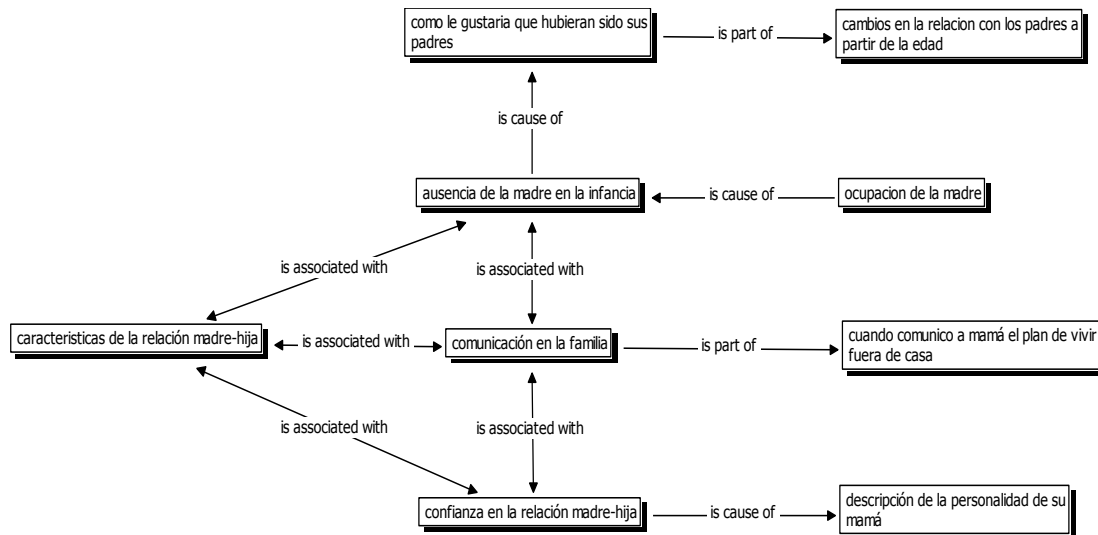 como le gustaria que hubieran sido sus
padres
is part of
cambios en la relacion con los padres a
partir de la edad
is cause of
ausencia de la madre en la infancia
is cause of
ocupacion de la madre
is associated with
is associated with
caracteristicas de la relación madre-hija
is associated with
comunicación en la familia
is part of
cuando comunico a mamá el plan de vivir
fuera de casa
is associated with
is associated with
confianza en la relación madre-hija
is cause of
descripción de la personalidad de su
mamá